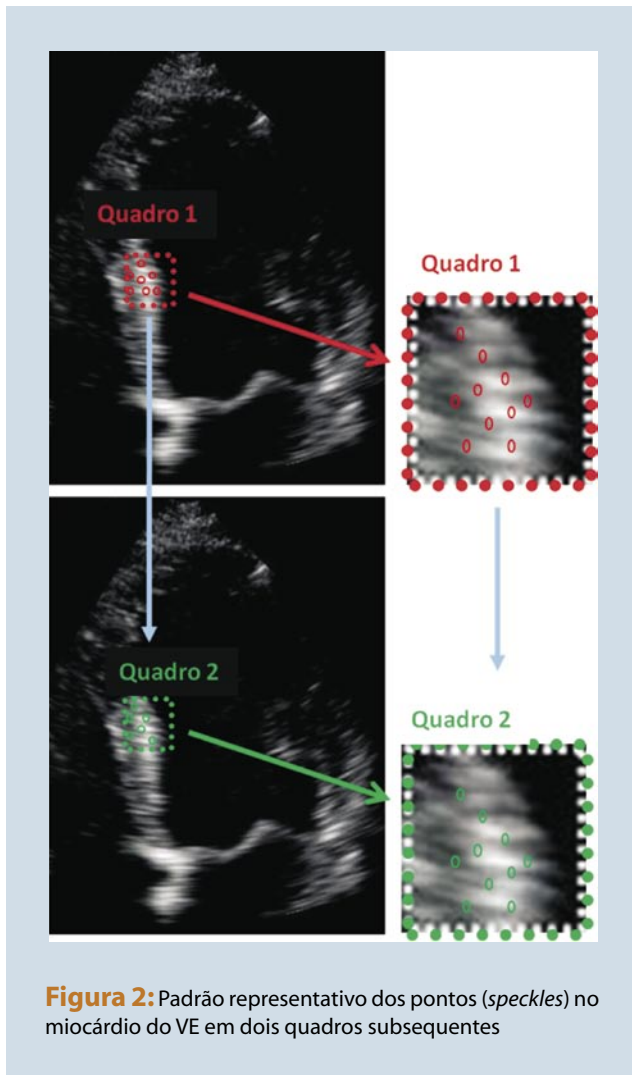 Quadro 1
Quadro 1
Quadro 2
Quadro 2
Figura 2: Padrão representativo dos pontos (speckles) no
miocárdio do VE em dois quadros subsequentes